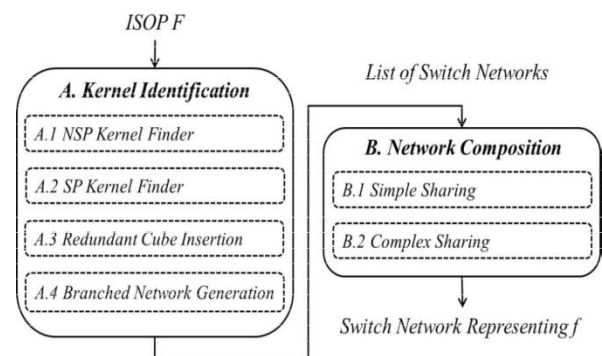 ISOP F
A. Kernel Identification
A.1 NSP Kernel Finder
A.2 SP Kernel Finder
A.3 Redundant Cube Insertion
A.4 Branched Network Generation
List of Switch Networks
B. Network Composition
B.1 Simple Sharing
B.2 Complex Sharing
Switch Network Representing f